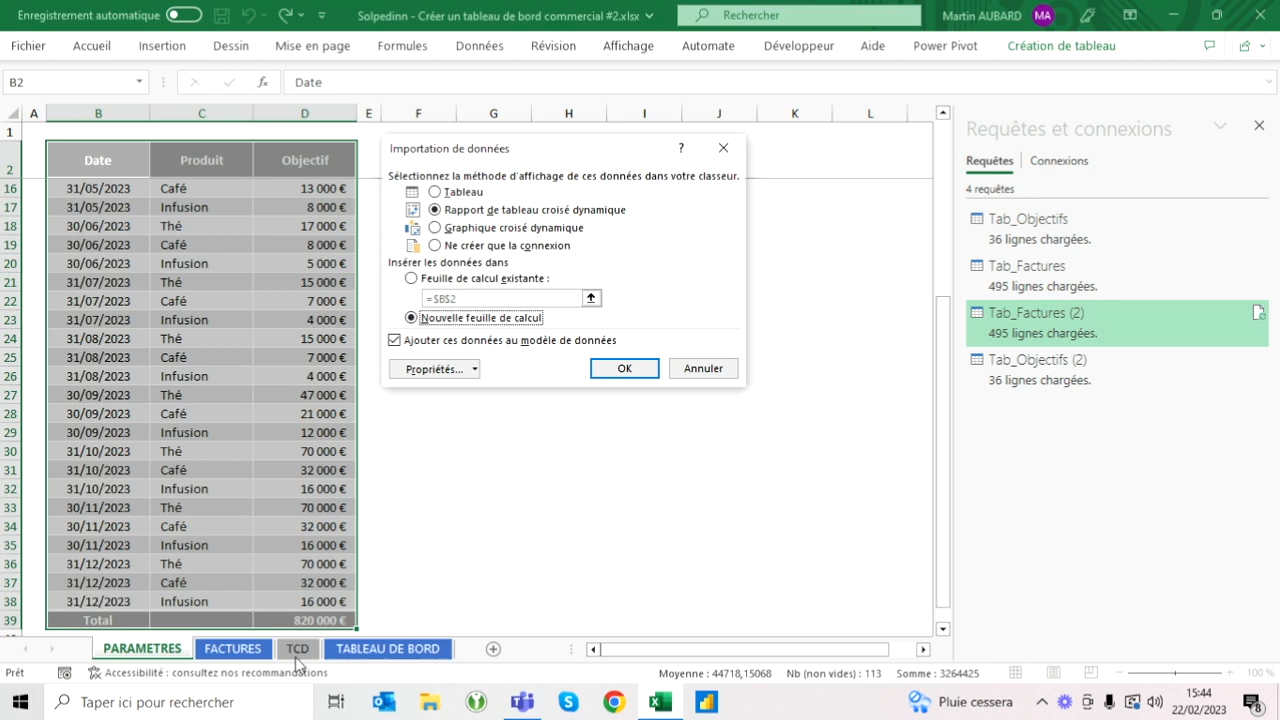 Enregistrement automatique Solpedinn - Créer un tableau de bord commercial #2.xlsx Rechercher Martin AUBARD MA
Fichier Accueil Insertion Dessin Mise en page Formules Données Révision Affichage Automate Développeur Aide Power Pivot Création de tableau
B2 fx Date
A B C D E F G H I J K L
1
2 Date Produit Objectif
16 31/05/2023 Café 13 000 €
17 31/05/2023 Infusion 8 000 €
18 30/06/2023 Thé 17 000 €
19 30/06/2023 Café 8 000 €
20 30/06/2023 Infusion 5 000 €
21 31/07/2023 Thé 15 000 €
22 31/07/2023 Café 7 000 €
23 31/07/2023 Infusion 4 000 €
24 31/08/2023 Thé 15 000 €
25 31/08/2023 Café 7 000 €
26 31/08/2023 Infusion 4 000 €
27 30/09/2023 Thé 47 000 €
28 30/09/2023 Café 21 000 €
29 30/09/2023 Infusion 12 000 €
30 31/10/2023 Thé 70 000 €
31 31/10/2023 Café 32 000 €
32 31/10/2023 Infusion 16 000 €
33 30/11/2023 Thé 70 000 €
34 30/11/2023 Café 32 000 €
35 30/11/2023 Infusion 16 000 €
36 31/12/2023 Thé 70 000 €
37 31/12/2023 Café 32 000 €
38 31/12/2023 Infusion 16 000 €
39 Total 820 000 €
Importation de données ?
Sélectionnez la méthode d'affichage de ces données dans votre classeur.
Tableau
Rapport de tableau croisé dynamique
Graphique croisé dynamique
Ne créer que la connexion
Insérer les données dans
Feuille de calcul existante :
=$B$2
Nouvelle feuille de calcul
Ajouter ces données au modèle de données
Propriétés... OK Annuler
Requêtes et connexions
Requêtes Connexions
4 requêtes
Tab_Objectifs
36 lignes chargées.
Tab_Factures
495 lignes chargées.
Tab_Factures (2)
495 lignes chargées.
Tab_Objectifs (2)
36 lignes chargées.
PARAMETRES FACTURES TCD TABLEAU DE BORD
Prêt Accessibilité : consultez nos recommandations Moyenne : 44718,15068 Nb (non vides) : 113 Somme : 3264425 100 %
Taper ici pour rechercher Pluie cessera 15:44
22/02/2023 8